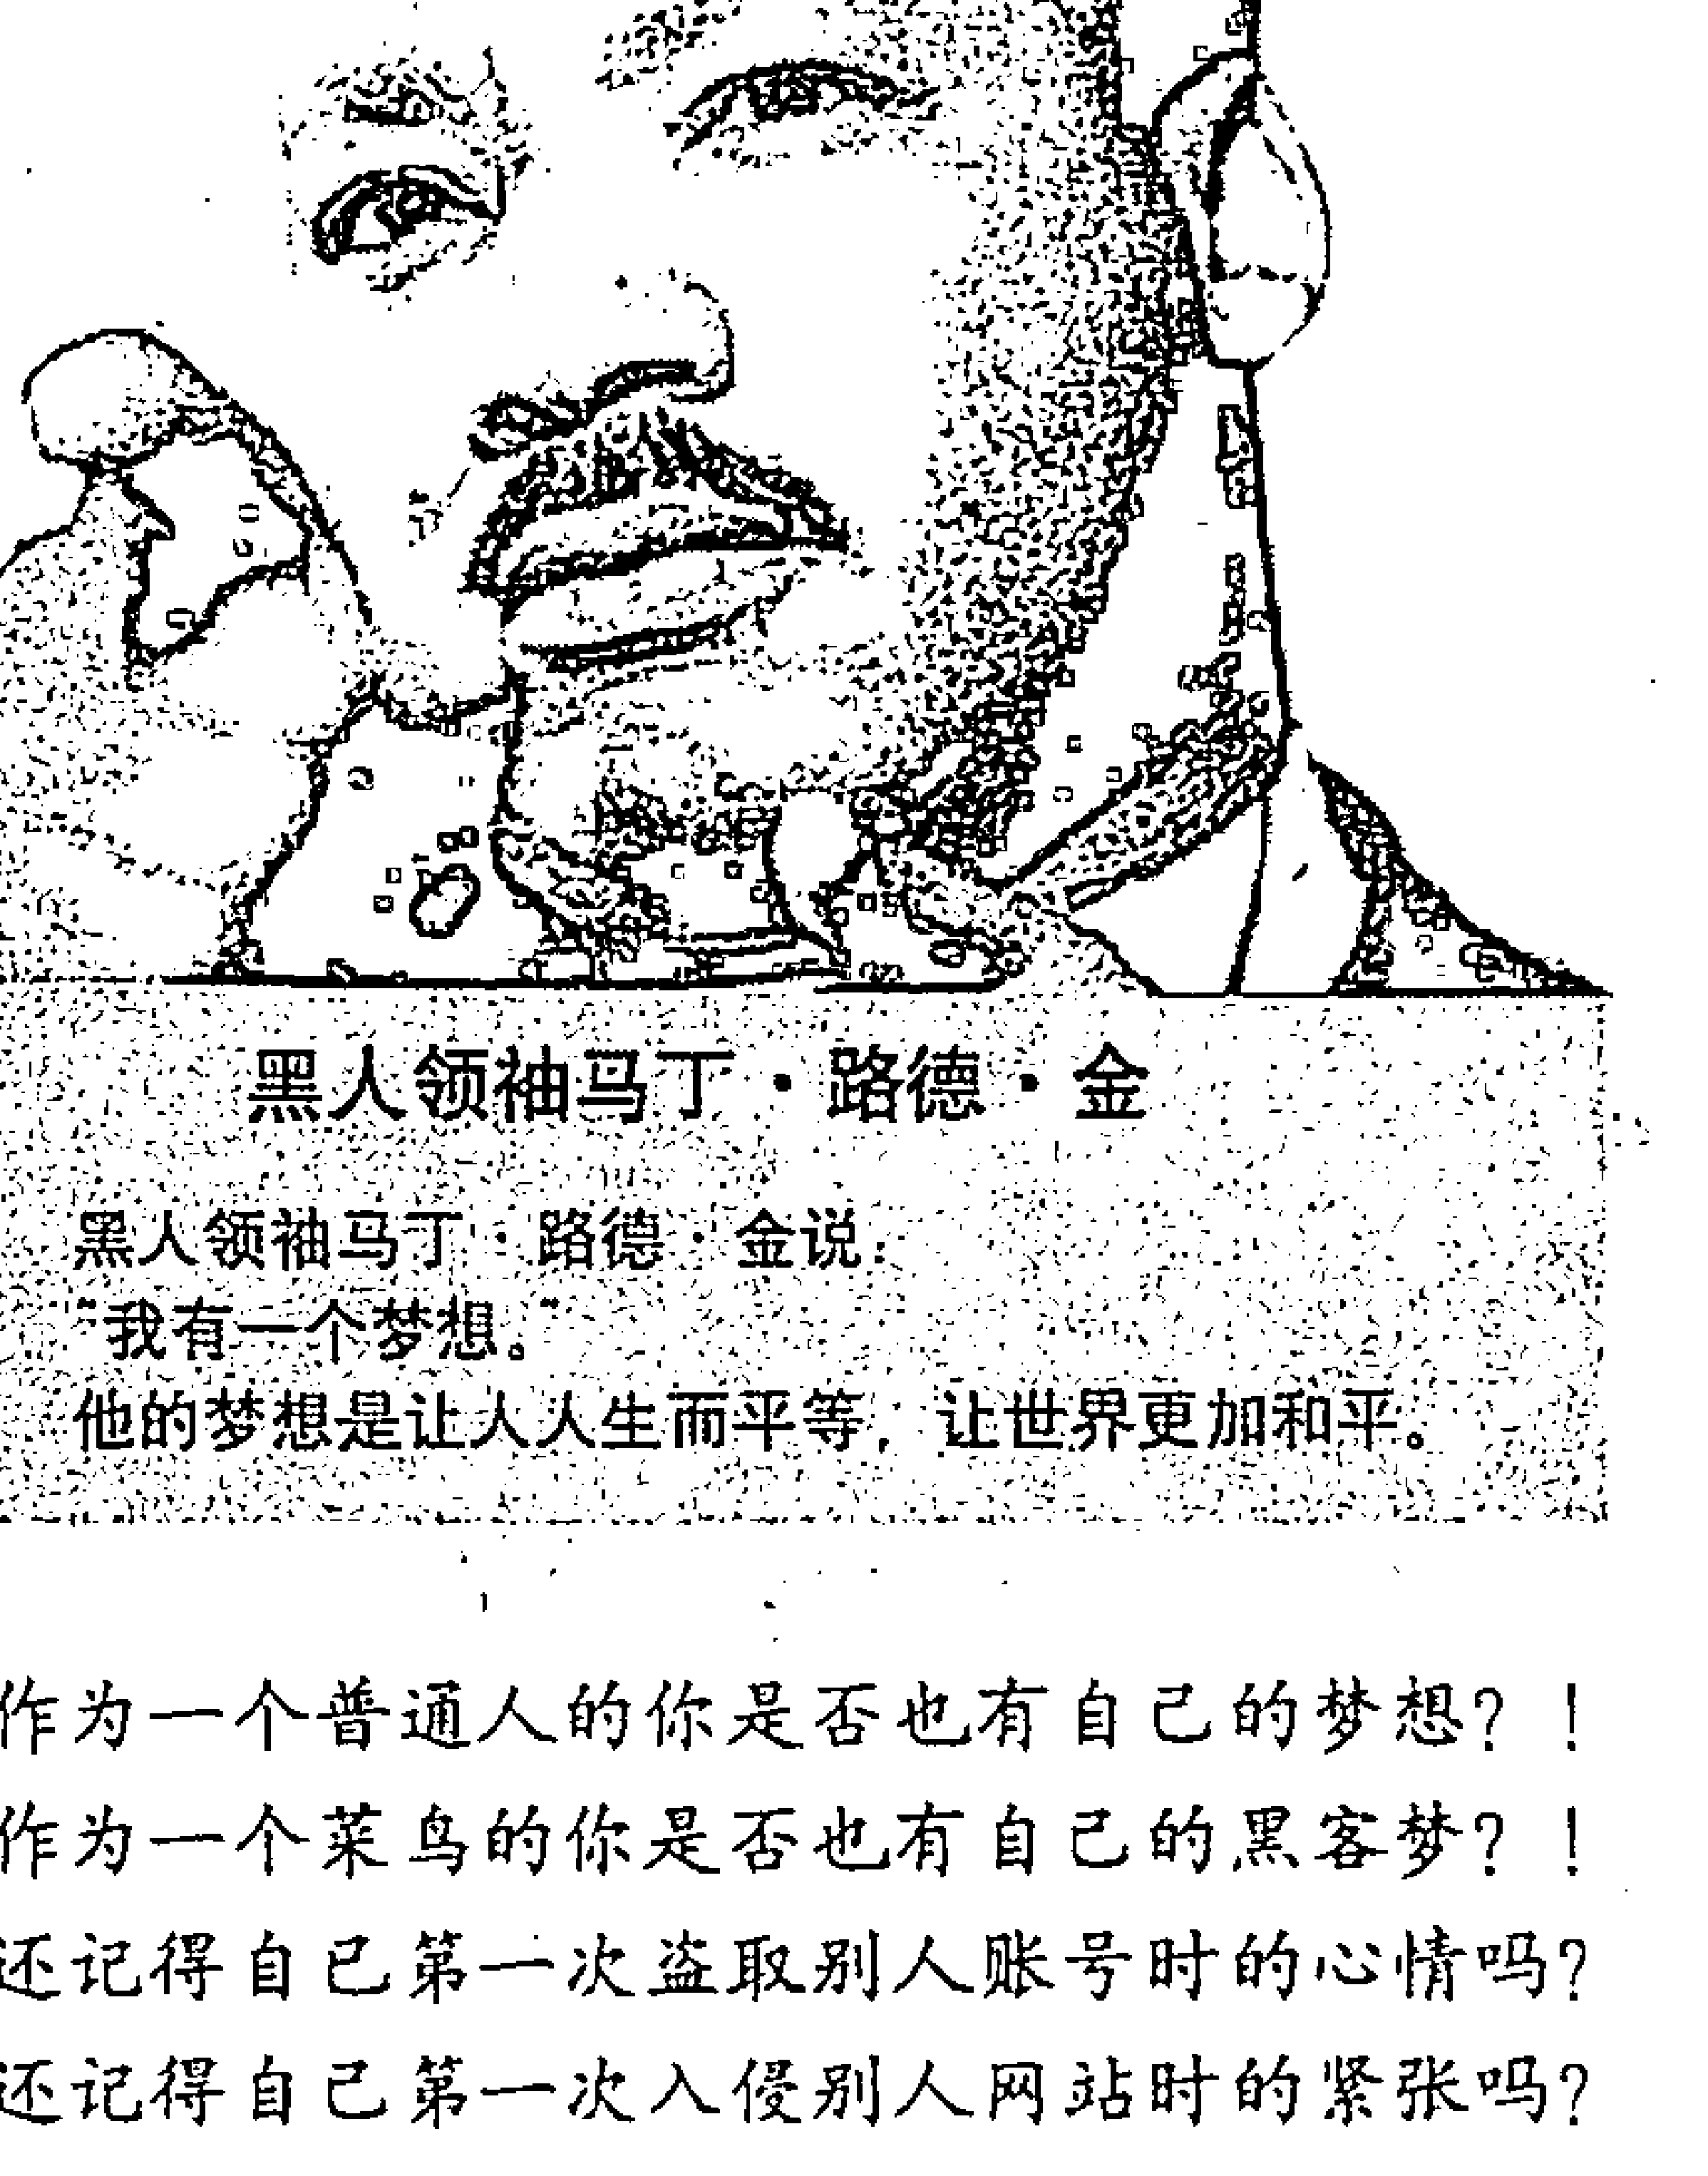 黑人领袖马丁·路德·金
黑人领袖马丁·路德·金说:
“我有一个梦想。”
他的梦想是让人人生而平等,让世界更加和平。
作为一个普通人的你是否也有自己的梦想?!
作为一个菜鸟的你是否也有自己的黑客梦?!
还记得自己第一次盗取别人账号时的心情吗?
还记得自己第一次入侵别人网站时的紧张吗?